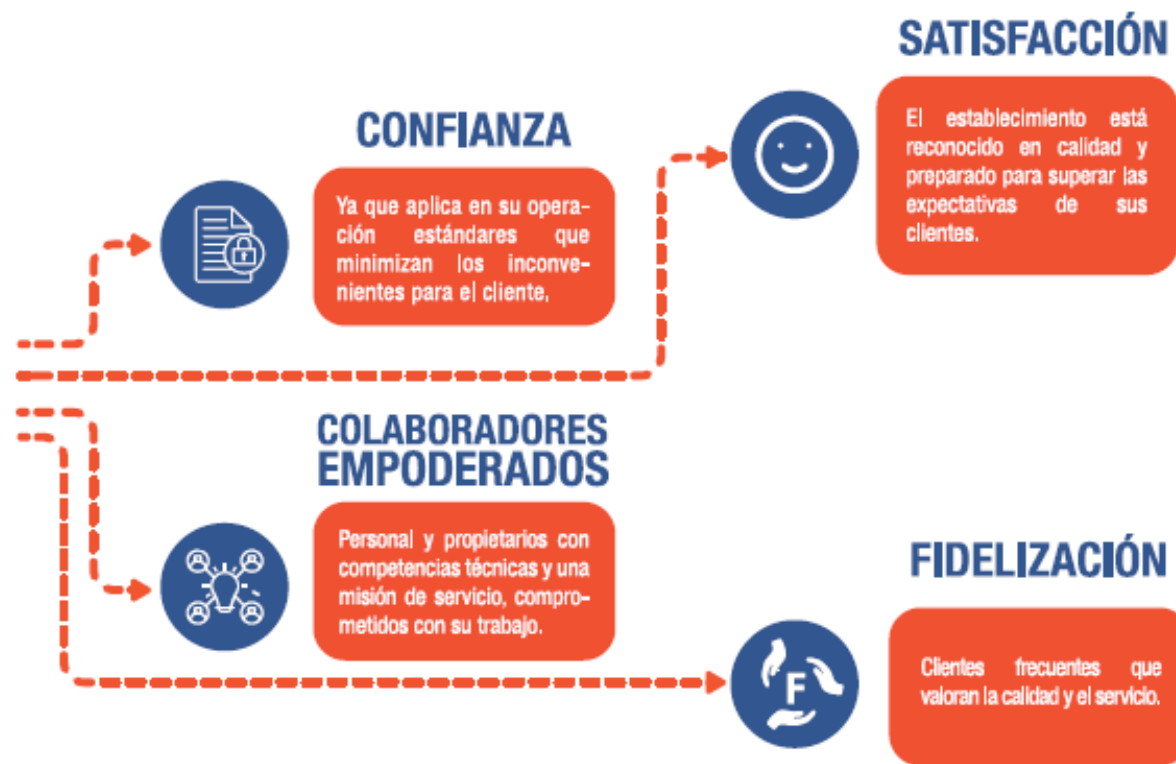 SATISFACCIÓN
El establecimiento está
reconocido en calidad y
preparado para superar las
expectativas de sus
clientes.
CONFIANZA
Ya que aplica en su opera-
ción estándares que
minimizan los inconve-
nientes para el cliente.
COLABORADORES
EMPODERADOS
Personal y propietarios con
competencias técnicas y una
misión de servicio, compro-
metidos con su trabajo.
FIDELIZACIÓN
Clientes frecuentes que
valoran la calidad y el servicio.
F